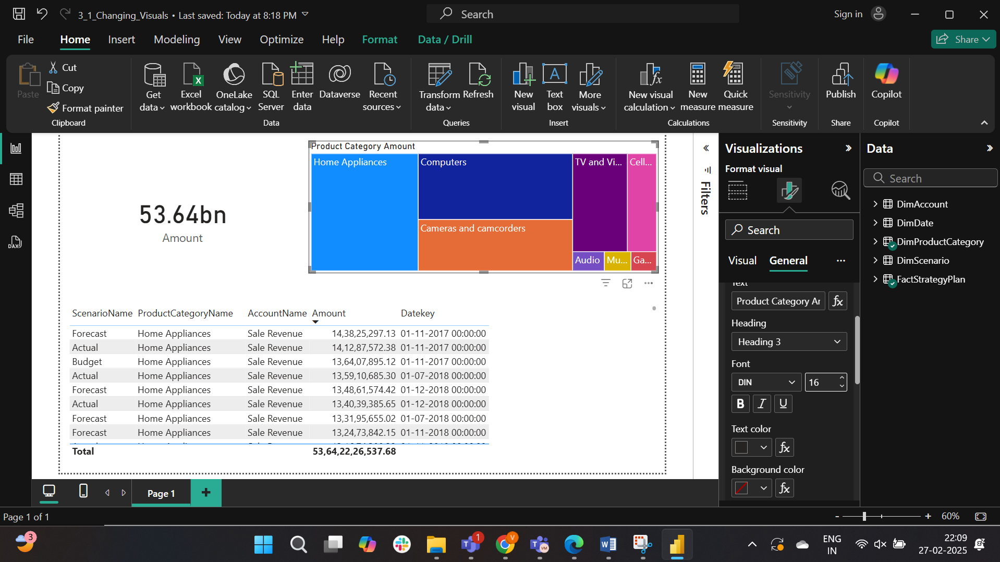 3_1_Changing_Visuals • Last saved: Today at 8:18 PM
Search
Sign in
File Home Insert Modeling View Optimize Help Format Data / Drill
Share
Paste
Cut
Copy
Format painter
Clipboard
Get data
Excel workbook
OneLake catalog
SQL Server
Enter data
Dataverse
Recent sources
Data
Transform data
Refresh
Queries
New visual
Text box
More visuals
Insert
New visual calculation
New measure
Quick measure
Calculations
Sensitivity
Sensitivity
Publish
Share
Copilot
Copilot
DAX
53.64bn
Amount
Product Category Amount
Home Appliances
Computers
TV and Vi...
Cell...
Cameras and camcorders
Audio
Mu...
Ga...
ScenarioName ProductCategoryName AccountName Amount Datekey
Forecast Home Appliances Sale Revenue 14,38,25,297.13 01-11-2017 00:00:00
Actual Home Appliances Sale Revenue 14,12,87,572.38 01-11-2017 00:00:00
Budget Home Appliances Sale Revenue 13,64,07,895.12 01-11-2017 00:00:00
Actual Home Appliances Sale Revenue 13,59,10,685.30 01-07-2018 00:00:00
Forecast Home Appliances Sale Revenue 13,48,61,574.42 01-12-2018 00:00:00
Actual Home Appliances Sale Revenue 13,40,39,385.65 01-12-2018 00:00:00
Forecast Home Appliances Sale Revenue 13,31,95,655.02 01-07-2018 00:00:00
Forecast Home Appliances Sale Revenue 13,24,73,842.15 01-11-2018 00:00:00
Total 53,64,22,26,537.68
Filters
Visualizations
Format visual
Search
Visual General
Text
Product Category Ar
Heading
Heading 3
Font
DIN 16
B I U
Text color
Background color
Data
Search
DimAccount
DimDate
DimProductCategory
DimScenario
FactStrategyPlan
Page 1
Page 1 of 1
- + 60%
3
1
V
VM
ENG
IN
22:09
27-02-2025